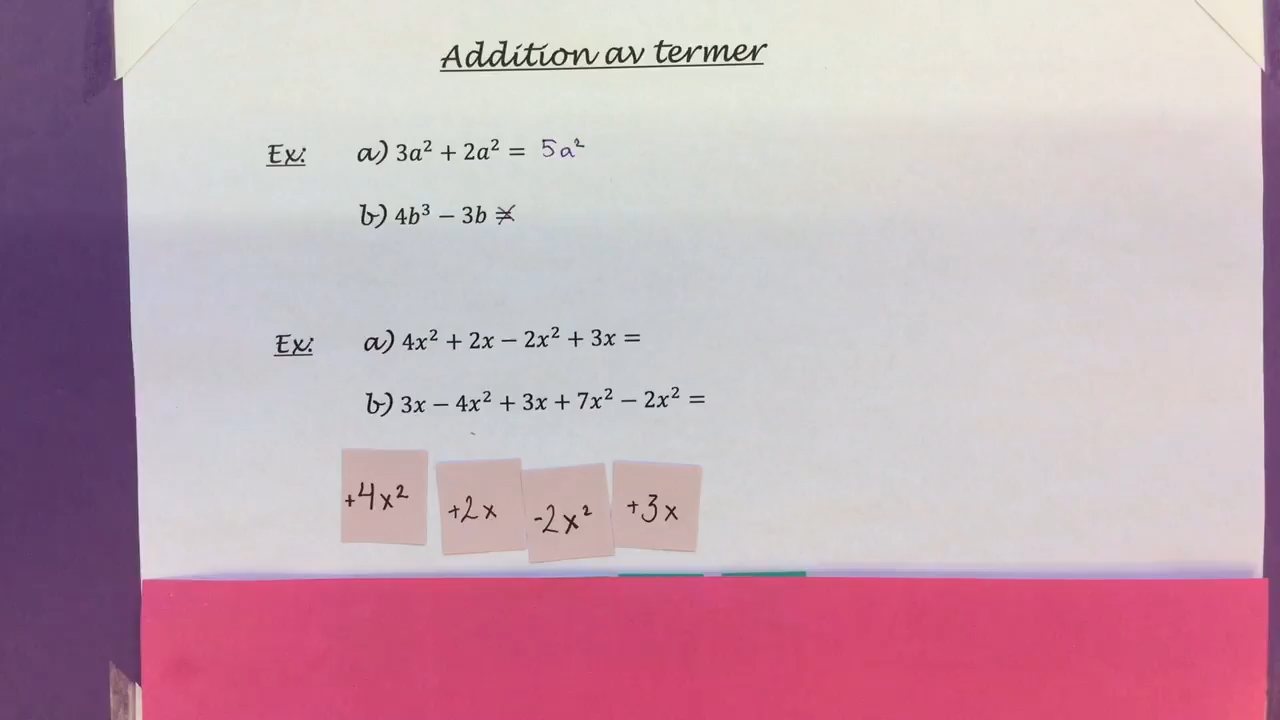 Addition av termer
Ex: a) 3a² + 2a² = 5a²
b) 4b³ − 3b ≠
Ex: a) 4x² + 2x − 2x² + 3x =
b) 3x − 4x² + 3x + 7x² − 2x² =
+4x² +2x -2x² +3x